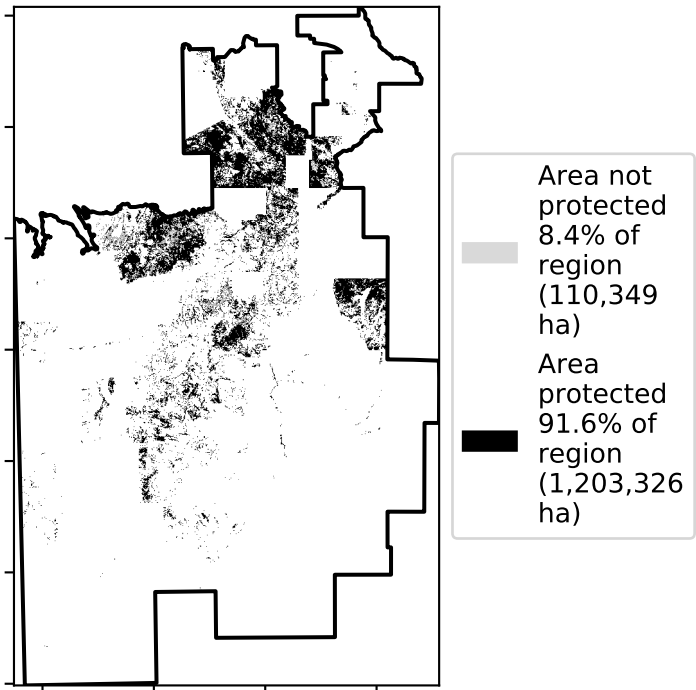 Area not
protected
8.4% of
region
(110,349
ha)
Area
protected
91.6% of
region
(1,203,326
ha)